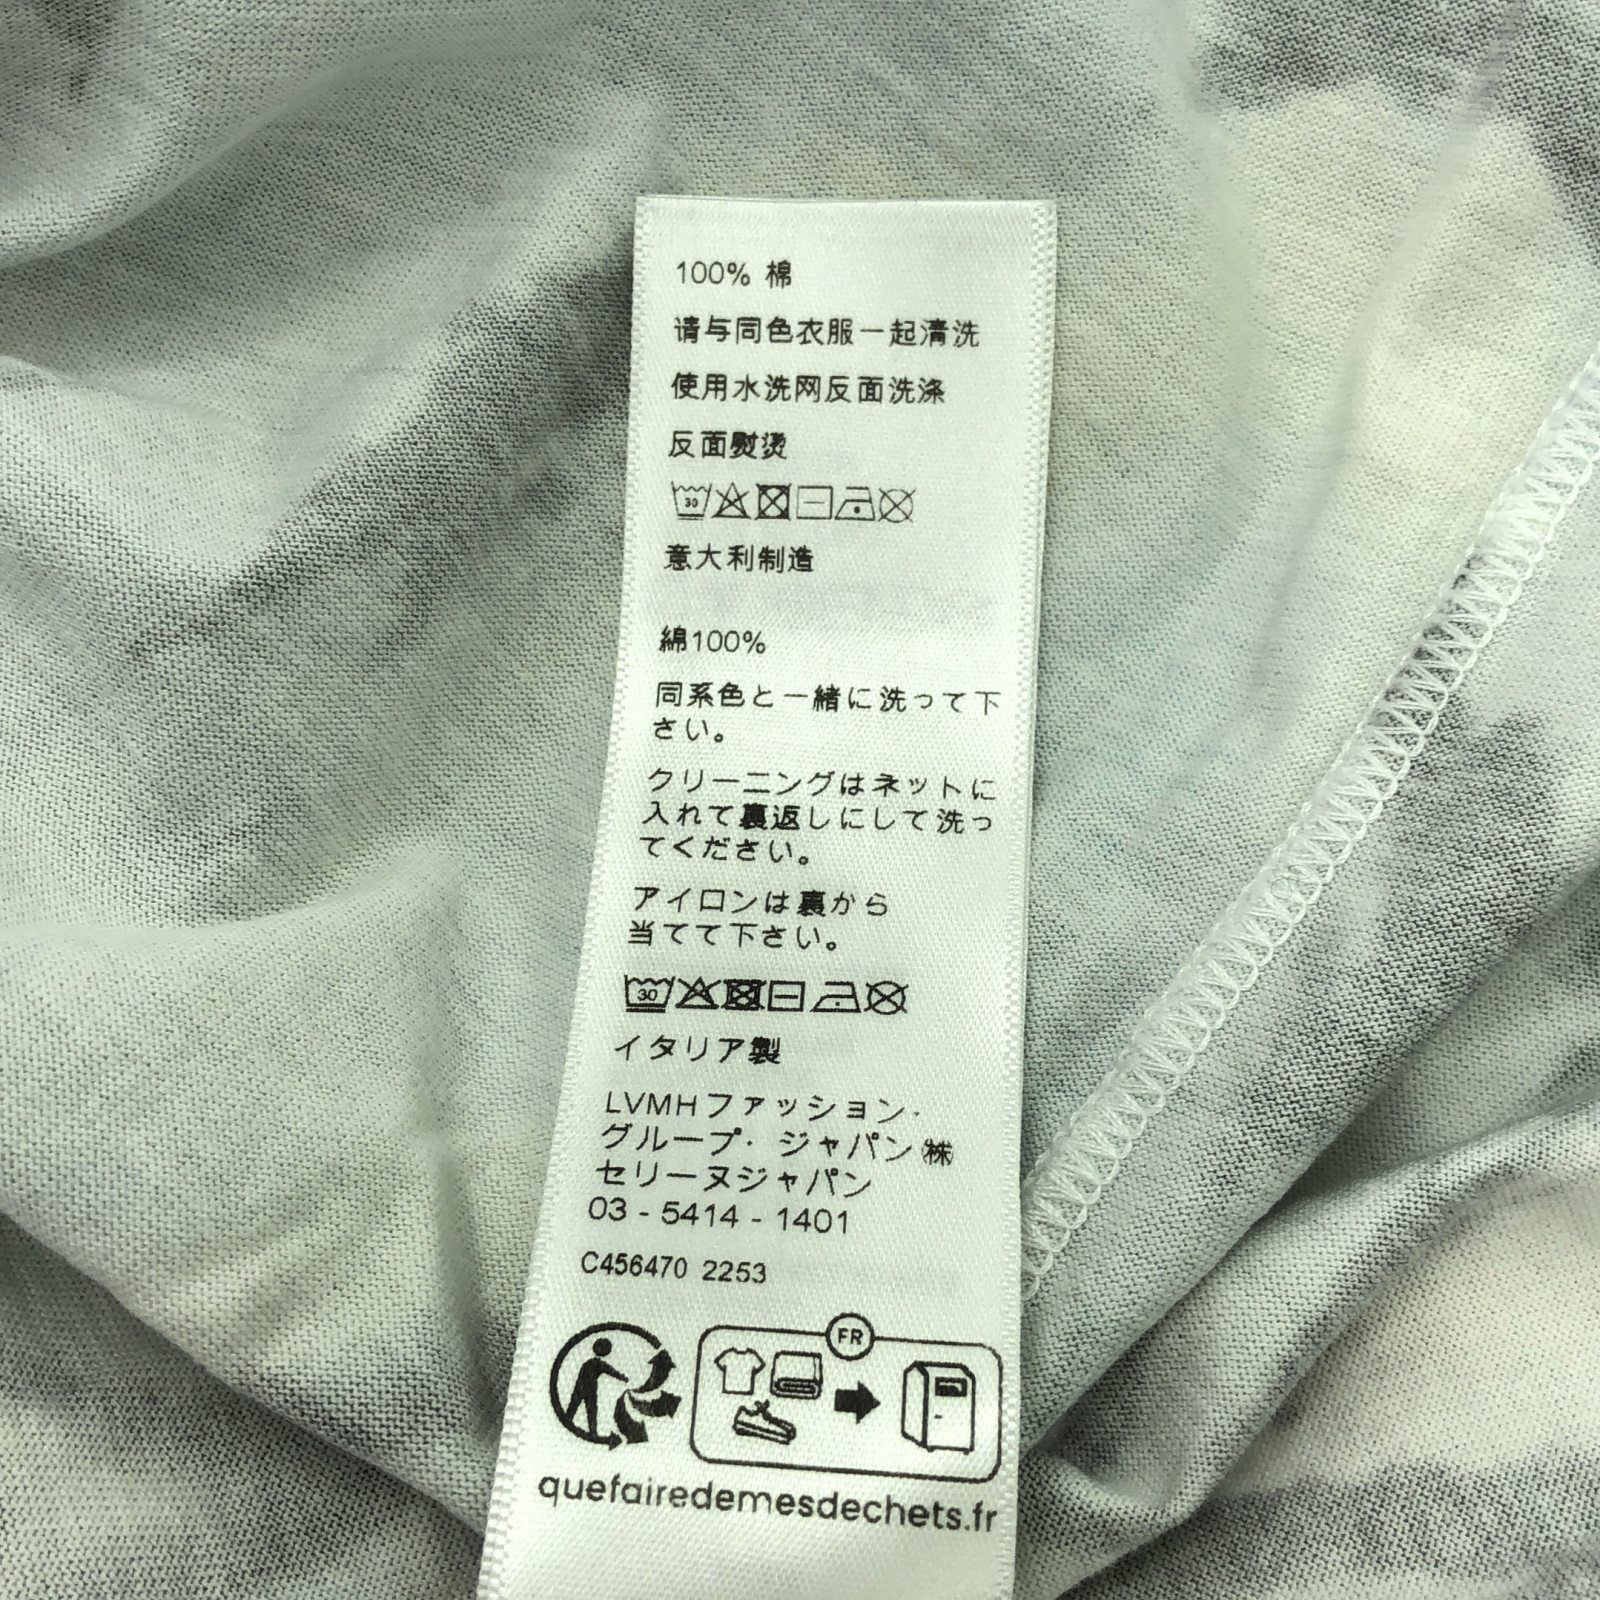 100% 棉
请与同色衣服一起清洗
使用水洗网反面洗涤
反面熨烫
30
意大利制造
綿100%
同系色と一緒に洗って下
さい。
クリーニングはネットに
入れて裏返しにして洗っ
てください。
アイロンは裏から
当てて下さい。
30
イタリア製
LVMHファッション・
グループ・ジャパン㈱
セリーヌジャパン
03 - 5414 - 1401
C456470 2253
FR
quefairedemesdechets.fr